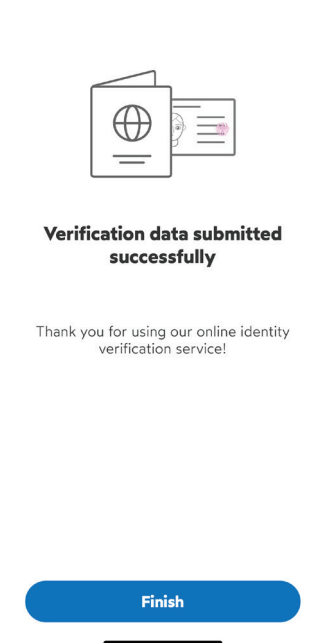 Verification data submitted
successfully
Thank you for using our online identity
verification service!
Finish